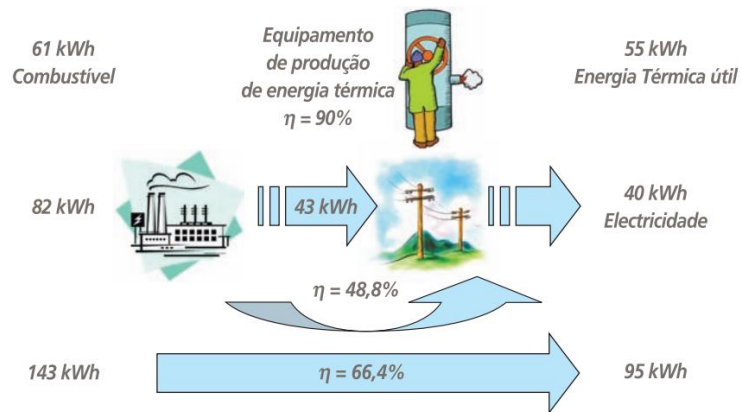 61 kWh
Combustível
Equipamento
de produção
de energia térmica
η = 90%
55 kWh
Energia Térmica útil
82 kWh
43 kWh
40 kWh
Electricidade
η = 48,8%
143 kWh
η = 66,4%
95 kWh